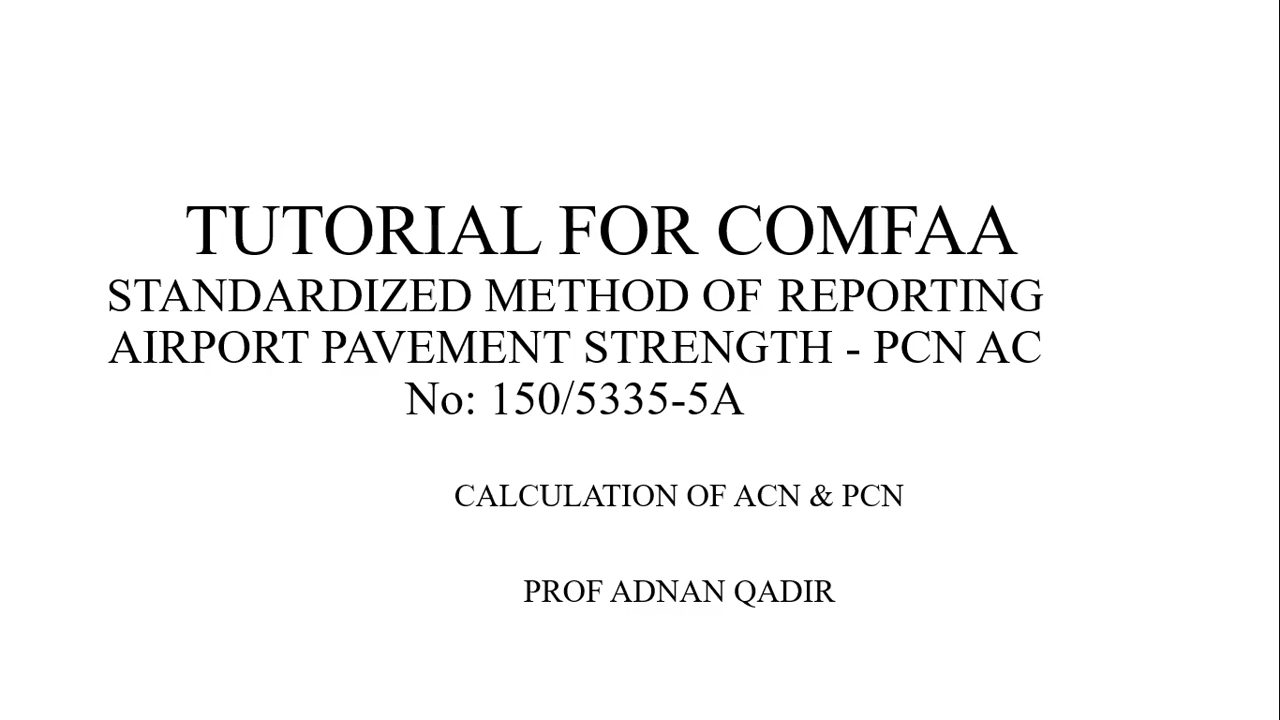 TUTORIAL FOR COMFAA
STANDARDIZED METHOD OF REPORTING
AIRPORT PAVEMENT STRENGTH - PCN AC
No: 150/5335-5A
CALCULATION OF ACN & PCN
PROF ADNAN QADIR